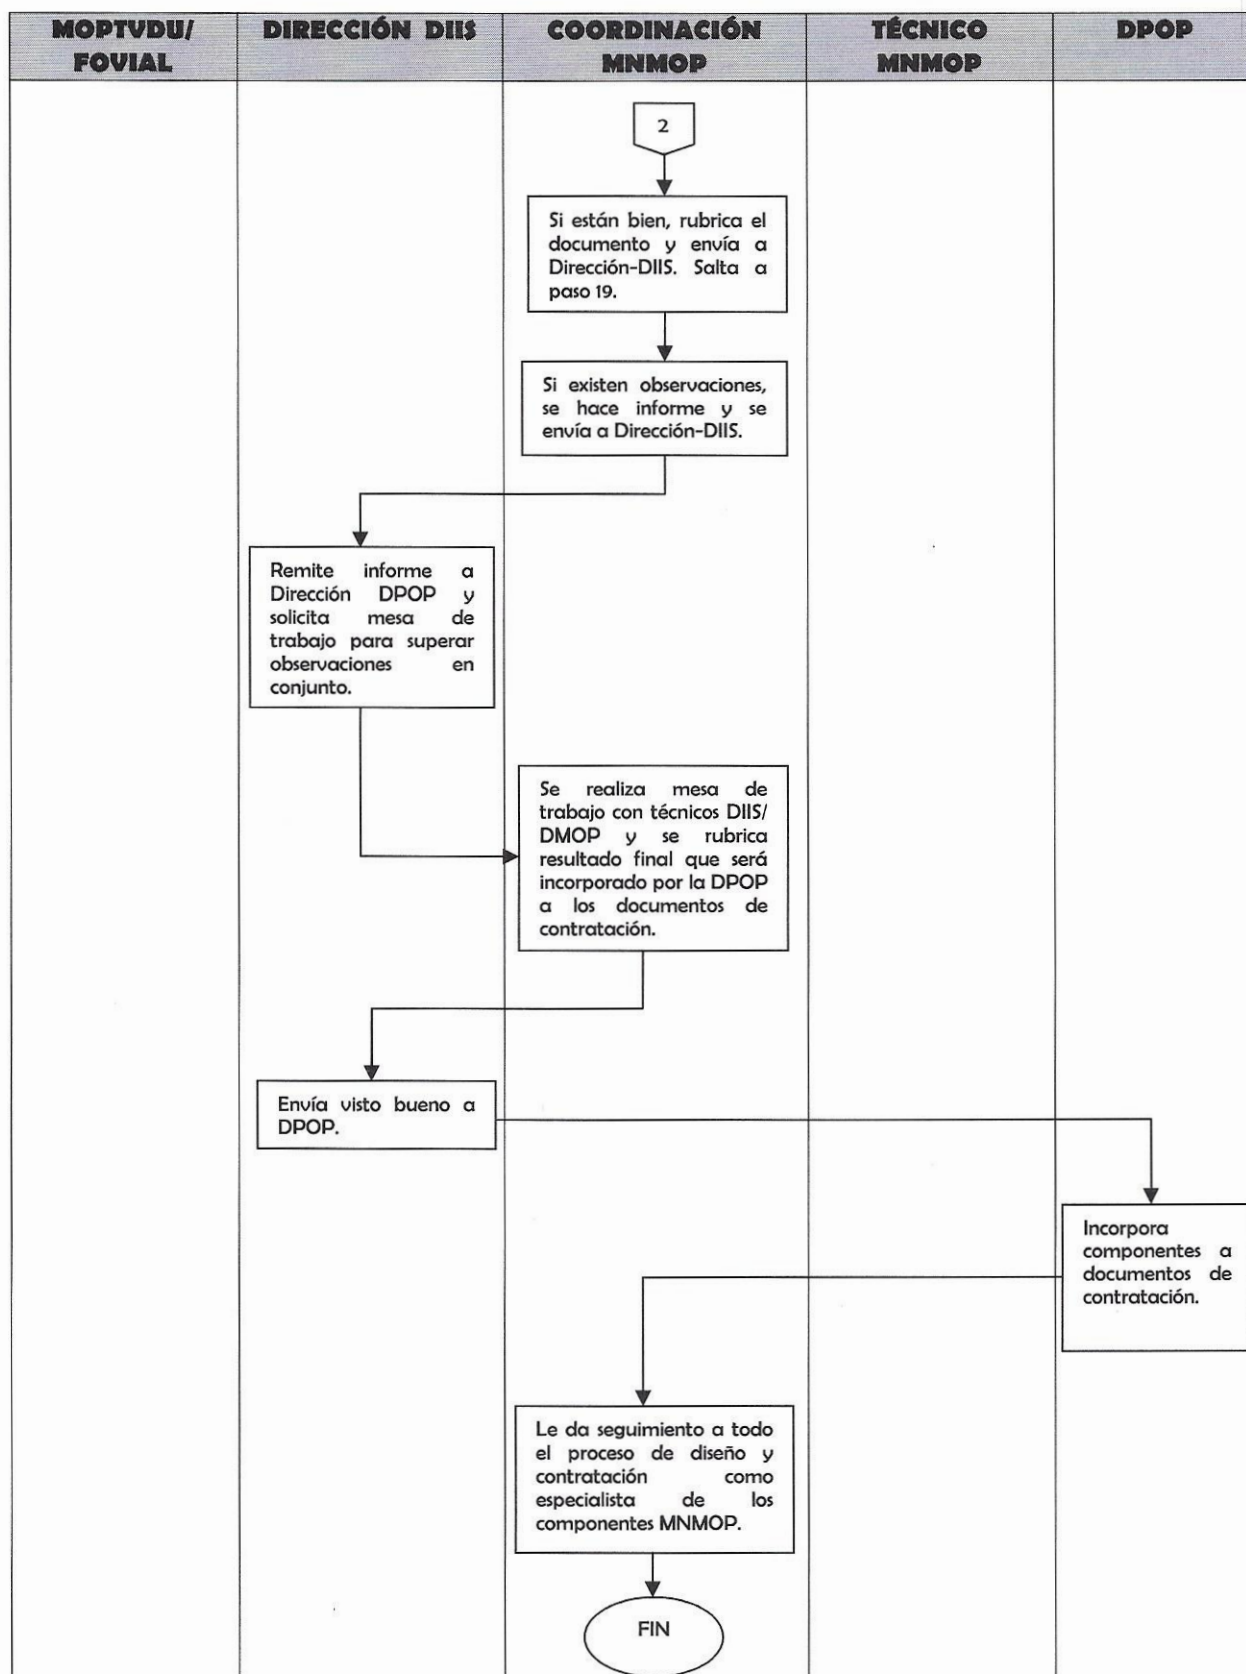 MOPTVDU/
FOVIAL
DIRECCIÓN DIIS
COORDINACIÓN
MNMOP
TÉCNICO
MNMOP
DPOP
2
Si están bien, rubrica el
documento y envía a
Dirección-DIIS. Salta a
paso 19.
Si existen observaciones,
se hace informe y se
envía a Dirección-DIIS.
Remite informe a
Dirección DPOP y
solicita mesa de
trabajo para superar
observaciones en
conjunto.
Se realiza mesa de
trabajo con técnicos DIIS/
DMOP y se rubrica
resultado final que será
incorporado por la DPOP
a los documentos de
contratación.
Envía visto bueno a
DPOP.
Incorpora
componentes a
documentos de
contratación.
Le da seguimiento a todo
el proceso de diseño y
contratación como
especialista de los
componentes MNMOP.
FIN